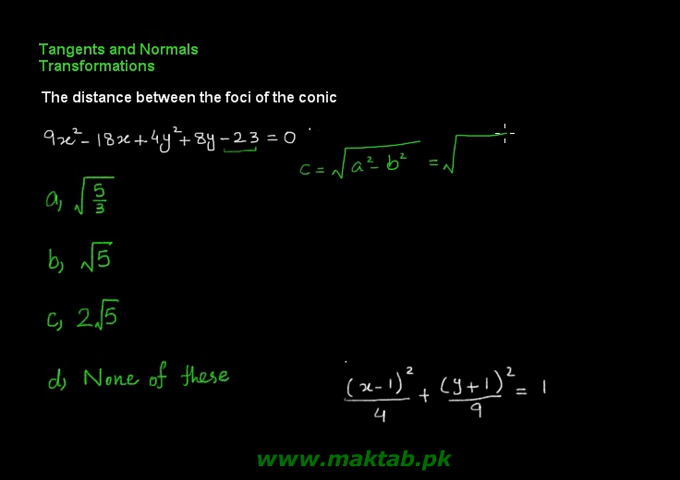 Tangents and Normals
Transformations
The distance between the foci of the conic
9x² - 18x + 4y² + 8y - 23 = 0
c = √(a² - b²) = √
a, √(5/3)
b, √5
c, 2√5
d, None of these
(x-1)²/4 + (y+1)²/9 = 1
www.maktab.pk